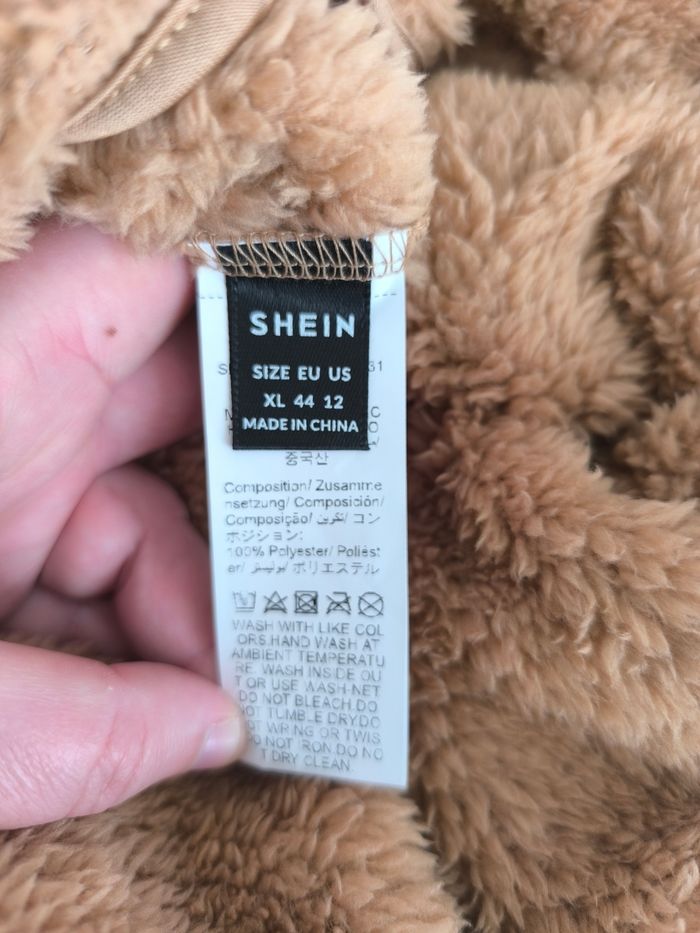 SHEIN
SIZE EU US
XL 44 12
MADE IN CHINA
중국산
Composition/ Zusamme
nsetzung/ Composición/
Composição/ تكوين/ コン
ポジション:
100% Polyester/ Poliést
er/ بوليستر/ ポリエステル
WASH WITH LIKE COL
ORS.HAND WASH AT
AMBIENT TEMPERATU
RE. WASH INSIDE OU
T OR USE WASH-NET.
DO NOT BLEACH.DO
NOT TUMBLE DRY.DO
NOT WRING OR TWIS
DO NOT IRON.DO NO
T DRY CLEAN.